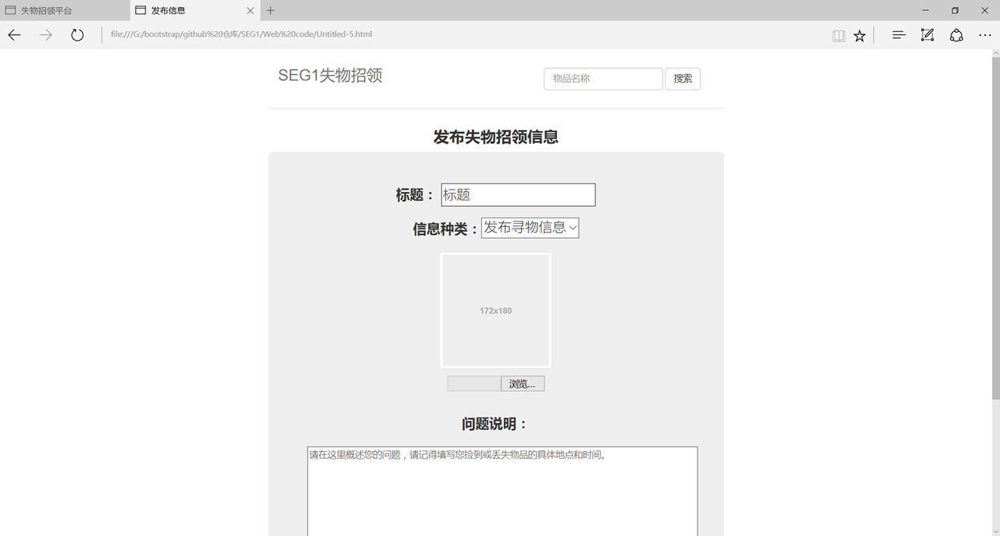 失物招领平台
发布信息
file:///G:/bootstrap/github%20仓库/SEG1/Web%20code/Untitled-5.html
SEG1失物招领
物品名称
搜索
发布失物招领信息
标题：
标题
信息种类：
发布寻物信息
172x180
浏览...
问题说明：
请在这里概述您的问题，请记得填写您捡到或丢失物品的具体地点和时间。